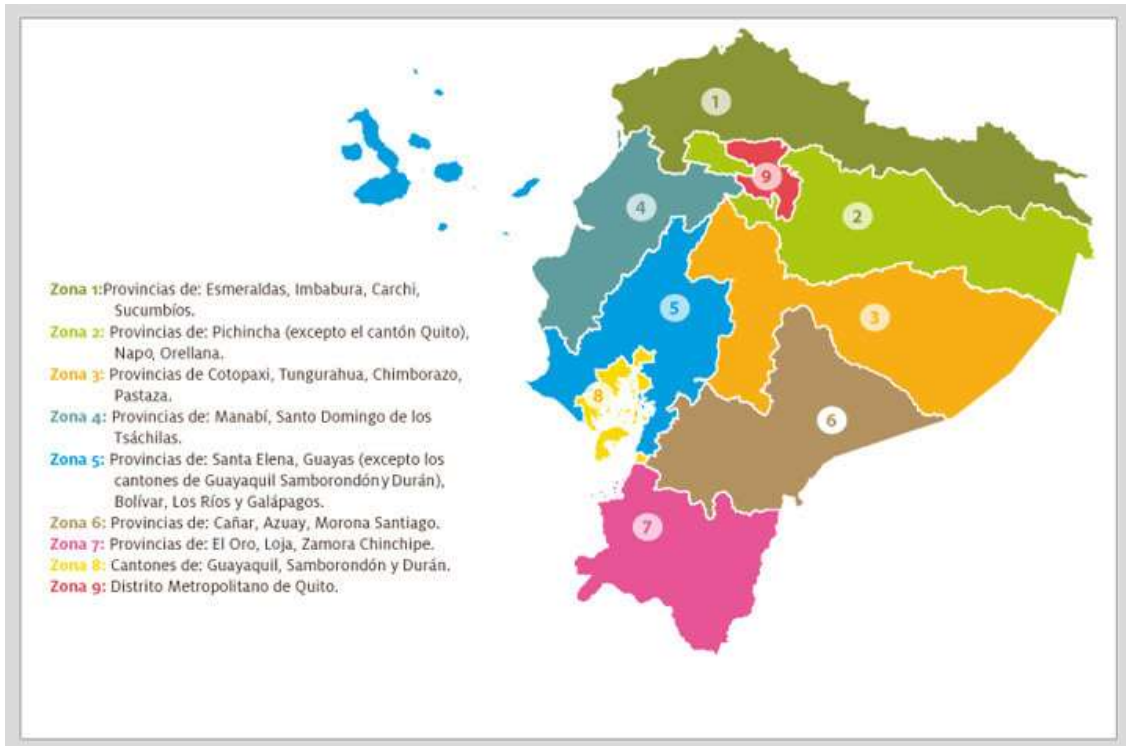 Zona 1:Provincias de: Esmeraldas, Imbabura, Carchi,
Sucumbíos.
Zona 2: Provincias de: Pichincha (excepto el cantón Quito),
Napo, Orellana.
Zona 3: Provincias de Cotopaxi, Tungurahua, Chimborazo,
Pastaza.
Zona 4: Provincias de: Manabí, Santo Domingo de los
Tsáchilas.
Zona 5: Provincias de: Santa Elena, Guayas (excepto los
cantones de Guayaquil Samborondón y Durán),
Bolívar, Los Ríos y Galápagos.
Zona 6: Provincias de: Cañar, Azuay, Morona Santiago.
Zona 7: Provincias de: El Oro, Loja, Zamora Chinchipe.
Zona 8: Cantones de: Guayaquil, Samborondón y Durán.
Zona 9: Distrito Metropolitano de Quito.
1
9
4
2
5
3
8
6
7